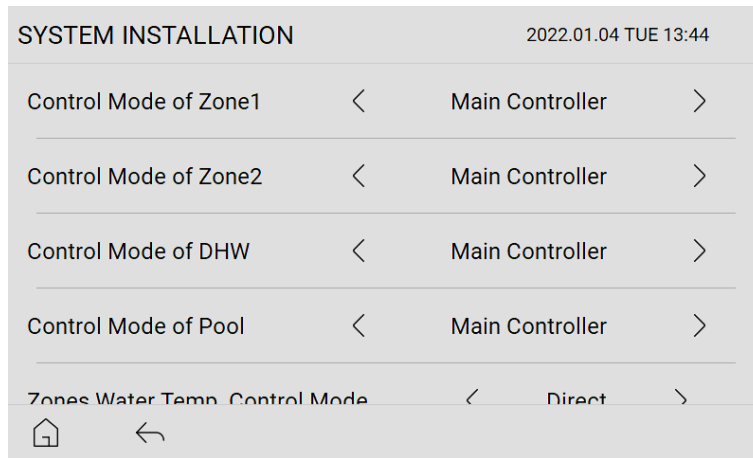 SYSTEM INSTALLATION 2022.01.04 TUE 13:44
Control Mode of Zone1 Main Controller
Control Mode of Zone2 Main Controller
Control Mode of DHW Main Controller
Control Mode of Pool Main Controller
Zones Water Temp. Control Mode Direct